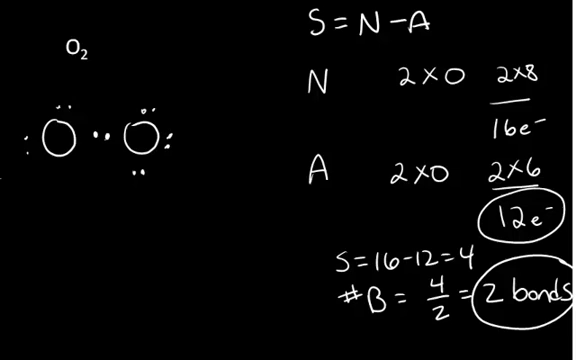 S = N - A
O₂
N 2 × O 2 × 8
16e⁻
O ·· O
A 2 × O 2 × 6
12e⁻
S = 16 - 12 = 4
# B = 4/2 = 2 bonds